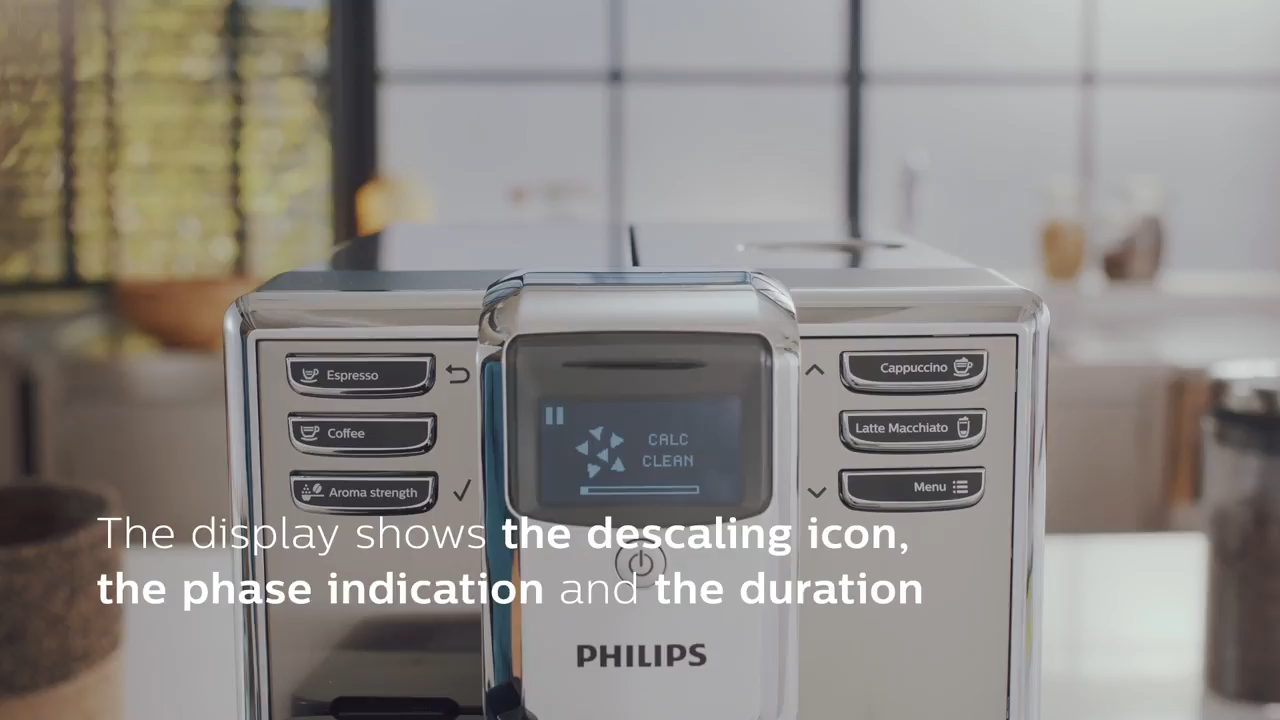 Espresso
Cappuccino
Coffee
Latte Macchiato
CALC
CLEAN
Aroma strength
Menu
The display shows the descaling icon,
the phase indication and the duration
PHILIPS